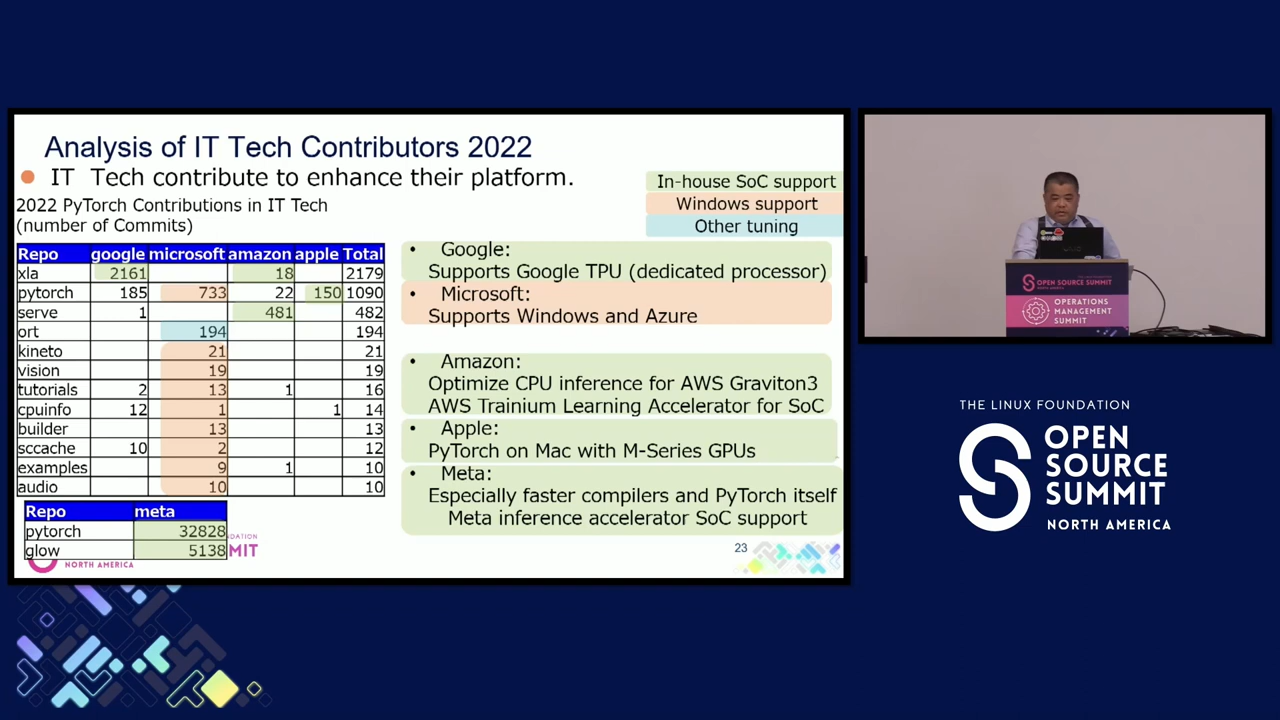 Analysis of IT Tech Contributors 2022
IT Tech contribute to enhance their platform.
2022 PyTorch Contributions in IT Tech
(number of Commits)
In-house SoC support
Windows support
Other tuning
Repo google microsoft amazon apple Total
xla 2161 18 2179
pytorch 185 733 22 150 1090
serve 1 481 482
ort 194 194
kineto 21 21
vision 19 19
tutorials 2 13 1 16
cpuinfo 12 1 1 14
builder 13 13
sccache 10 2 12
examples 9 1 10
audio 10 10
Repo meta
pytorch 32828
glow 5138
• Google:
Supports Google TPU (dedicated processor)
• Microsoft:
Supports Windows and Azure
• Amazon:
Optimize CPU inference for AWS Graviton3
AWS Trainium Learning Accelerator for SoC
• Apple:
PyTorch on Mac with M-Series GPUs
• Meta:
Especially faster compilers and PyTorch itself
Meta inference accelerator SoC support
NORTH AMERICA
23
OPEN SOURCE SUMMIT
OPERATIONS
MANAGEMENT
SUMMIT
THE LINUX FOUNDATION
OPEN
SOURCE
SUMMIT
NORTH AMERICA